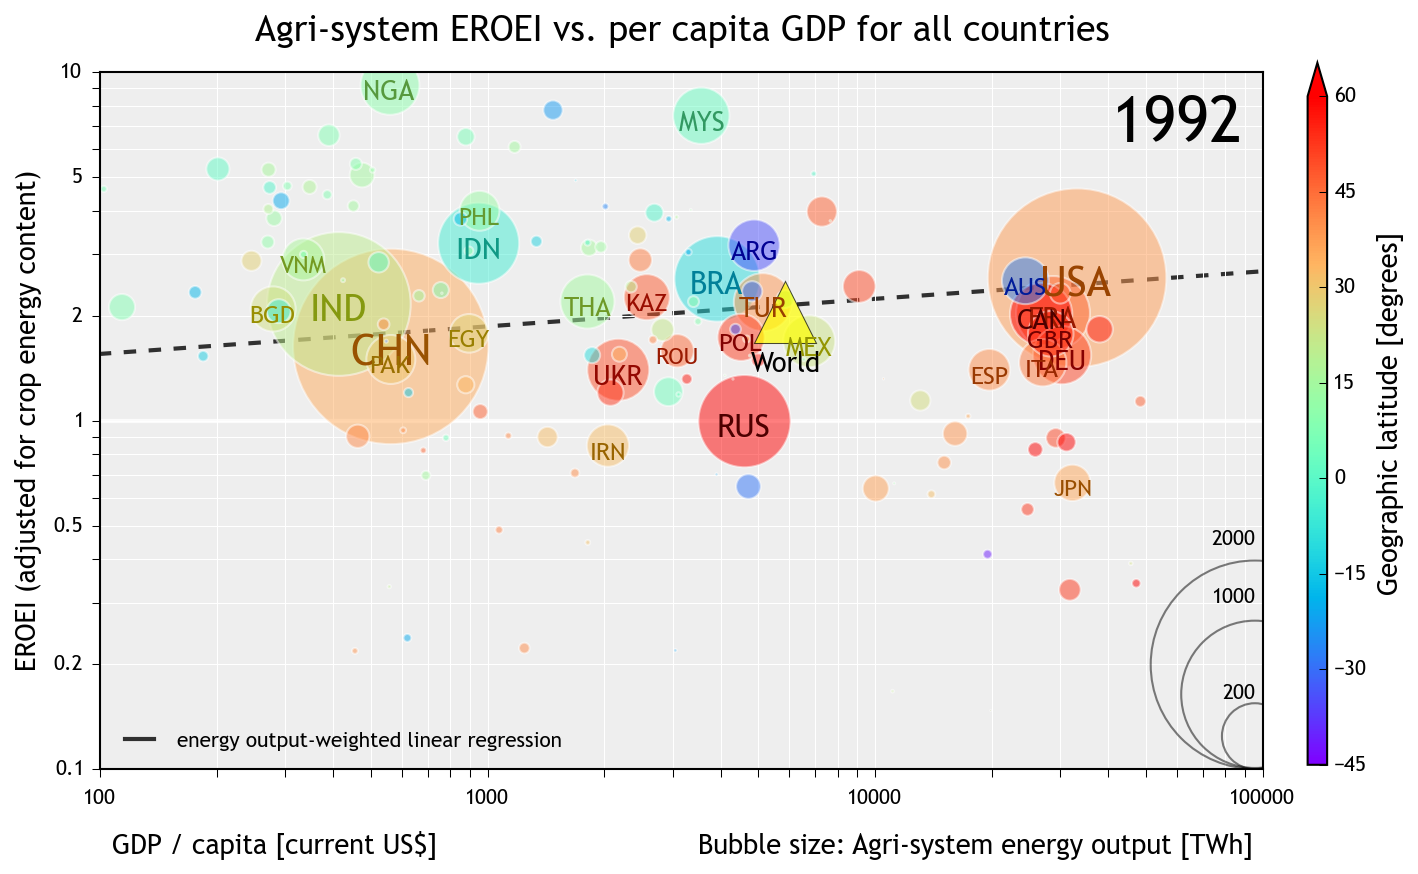 Agri-system EROEI vs. per capita GDP for all countries
1992
EROEI (adjusted for crop energy content)
10
5
2
1
0.5
0.2
0.1
NGA
MYS
PHL
IDN
ARG
VNM
BRA
USA
AUS
IND
BGD
THA
KAZ
TUR
FRA
CAN
EGY
POL
MEX
GBR
CHN
PAK
ROU
World
DEU
UKR
ESP
ITA
RUS
IRN
JPN
2000
1000
200
energy output-weighted linear regression
100
1000
10000
100000
GDP / capita [current US$]
Bubble size: Agri-system energy output [TWh]
60
45
30
15
0
−15
−30
−45
Geographic latitude [degrees]